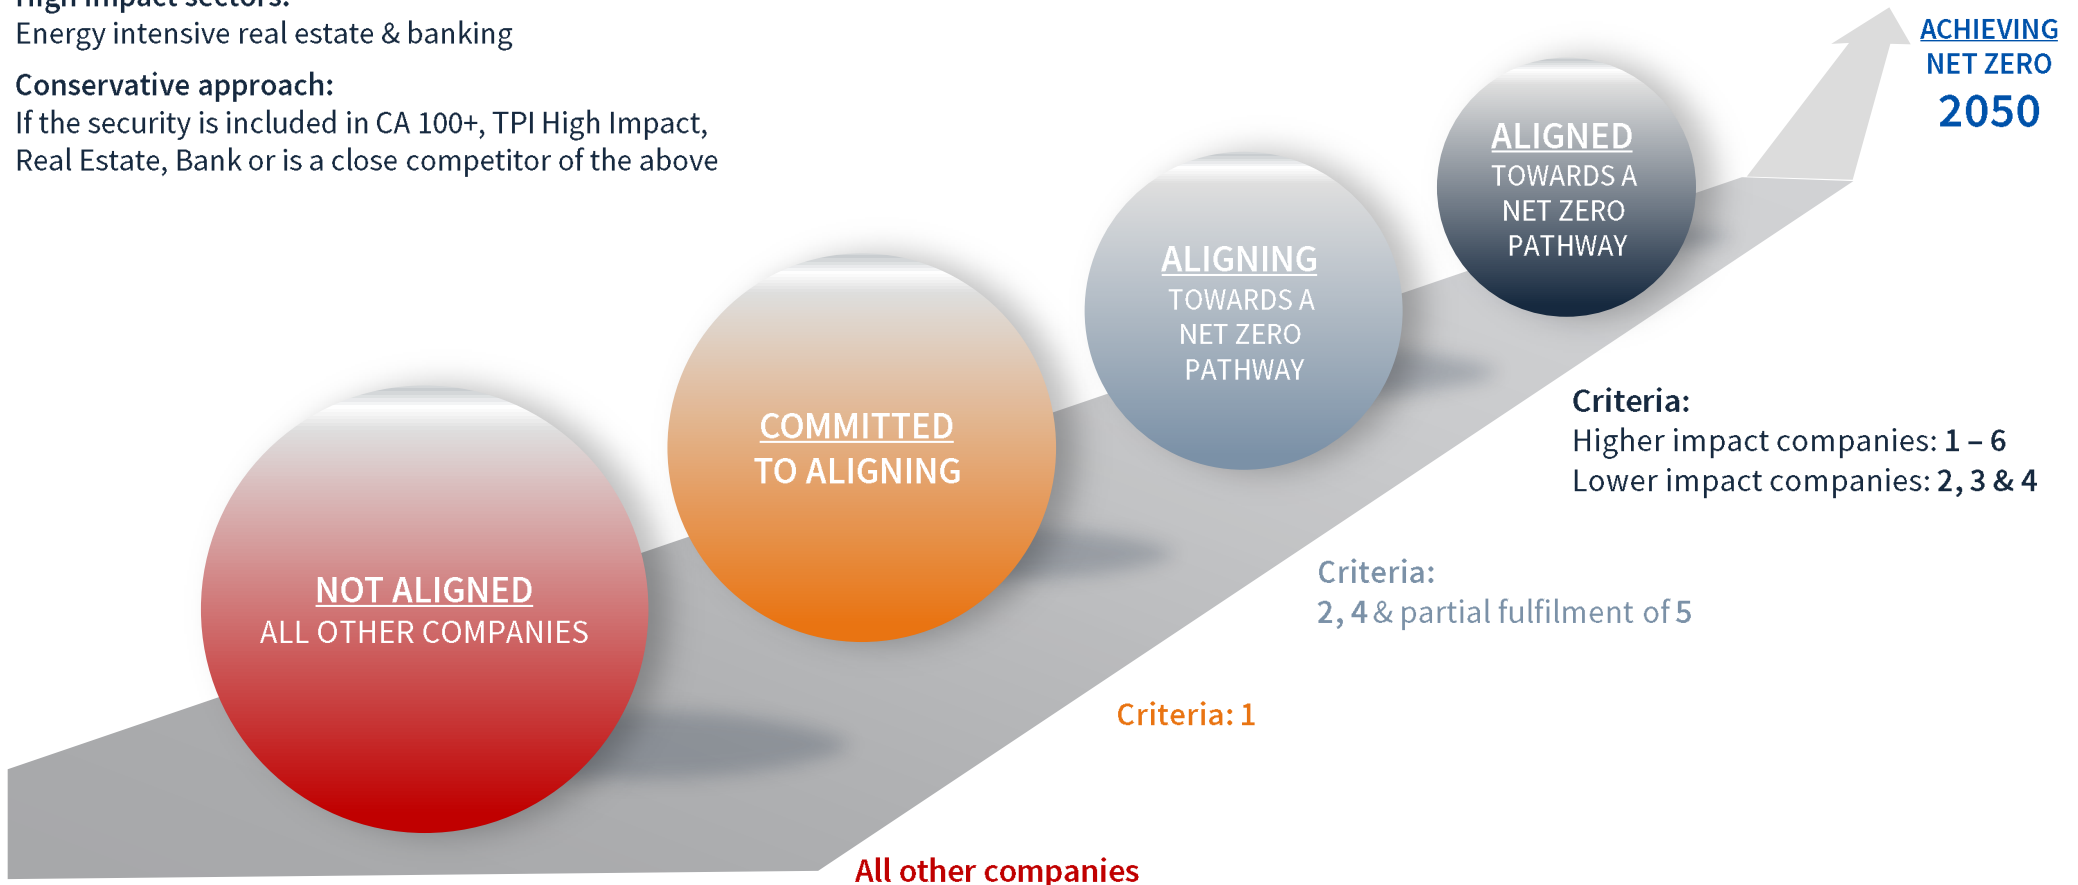 High impact sectors:
Energy intensive real estate & banking
Conservative approach:
If the security is included in CA 100+, TPI High Impact,
Real Estate, Bank or is a close competitor of the above
ACHIEVING
NET ZERO
2050
ALIGNED
TOWARDS A
NET ZERO
PATHWAY
ALIGNING
TOWARDS A
NET ZERO
PATHWAY
COMMITTED
TO ALIGNING
NOT ALIGNED
ALL OTHER COMPANIES
Criteria:
Higher impact companies: 1 – 6
Lower impact companies: 2, 3 & 4
Criteria:
2, 4 & partial fulfilment of 5
Criteria: 1
All other companies